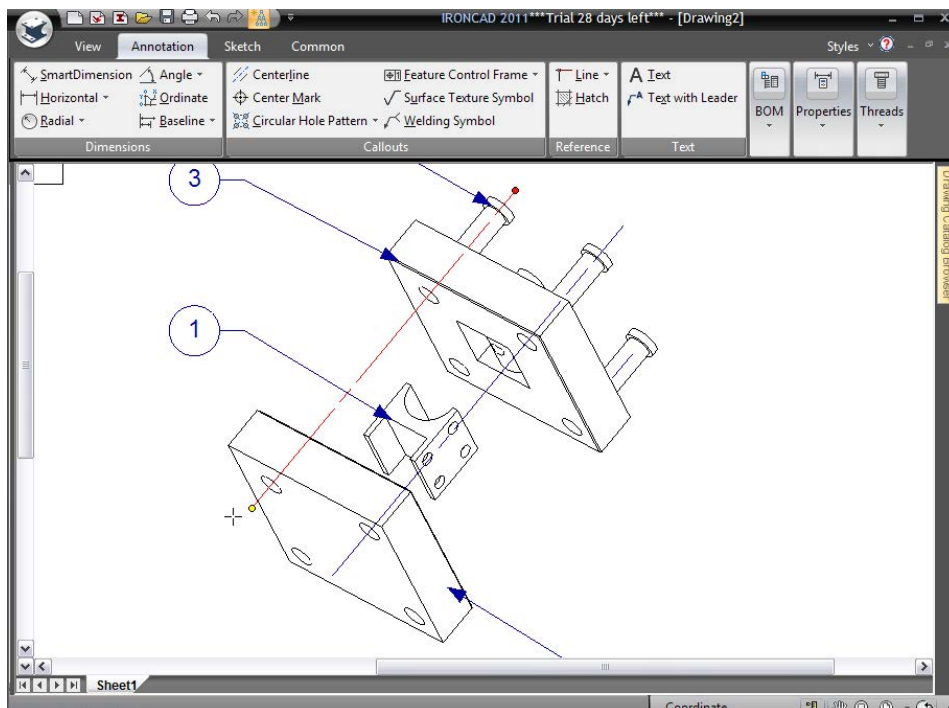 IRONCAD 2011***Trial 28 days left*** - [Drawing2]
View Annotation Sketch Common Styles
SmartDimension Angle Centerline Feature Control Frame Line A Text
Horizontal Ordinate Center Mark Surface Texture Symbol Hatch Text with Leader
Radial Baseline Circular Hole Pattern Welding Symbol
BOM Properties Threads
Dimensions Callouts Reference Text
Drawing Catalog Browser
3
1
Sheet1
Coordinate